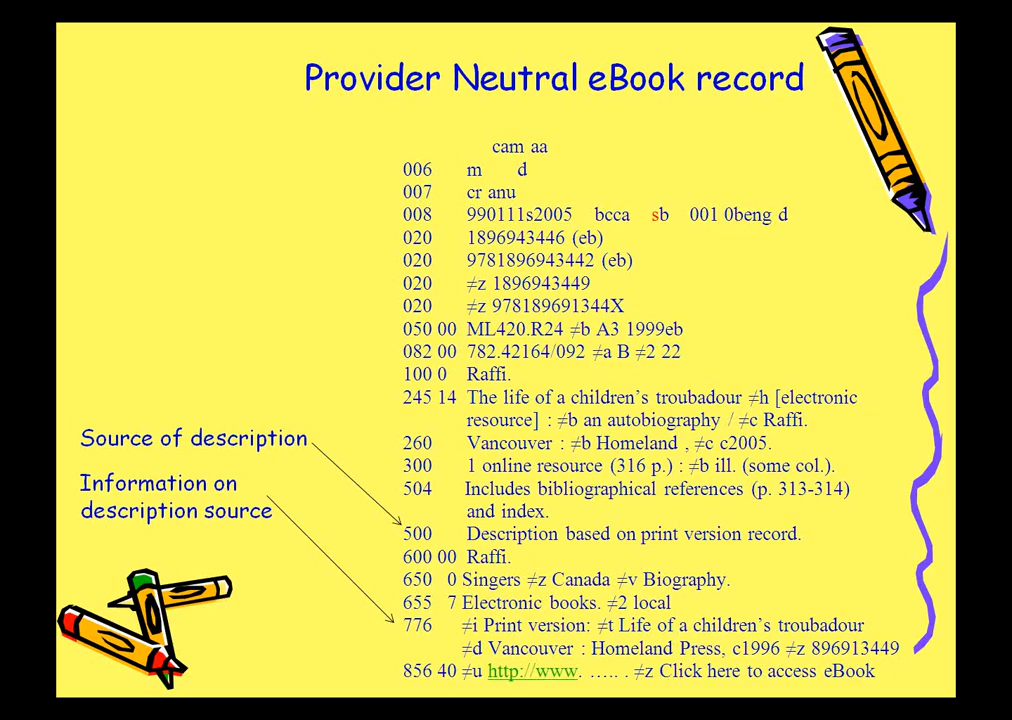 Provider Neutral eBook record
cam aa
006 m d
007 cr anu
008 990111s2005 bcca sb 001 0beng d
020 1896943446 (eb)
020 9781896943442 (eb)
020 ≠z 1896943449
020 ≠z 978189691344X
050 00 ML420.R24 ≠b A3 1999eb
082 00 782.42164/092 ≠a B ≠2 22
100 0 Raffi.
245 14 The life of a children's troubadour ≠h [electronic
resource] : ≠b an autobiography / ≠c Raffi.
260 Vancouver : ≠b Homeland , ≠c c2005.
300 1 online resource (316 p.) : ≠b ill. (some col.).
504 Includes bibliographical references (p. 313-314)
and index.
500 Description based on print version record.
600 00 Raffi.
650 0 Singers ≠z Canada ≠v Biography.
655 7 Electronic books. ≠2 local
776 ≠i Print version: ≠t Life of a children's troubadour
≠d Vancouver : Homeland Press, c1996 ≠z 896913449
856 40 ≠u http://www. ….. . ≠z Click here to access eBook
Source of description
Information on
description source